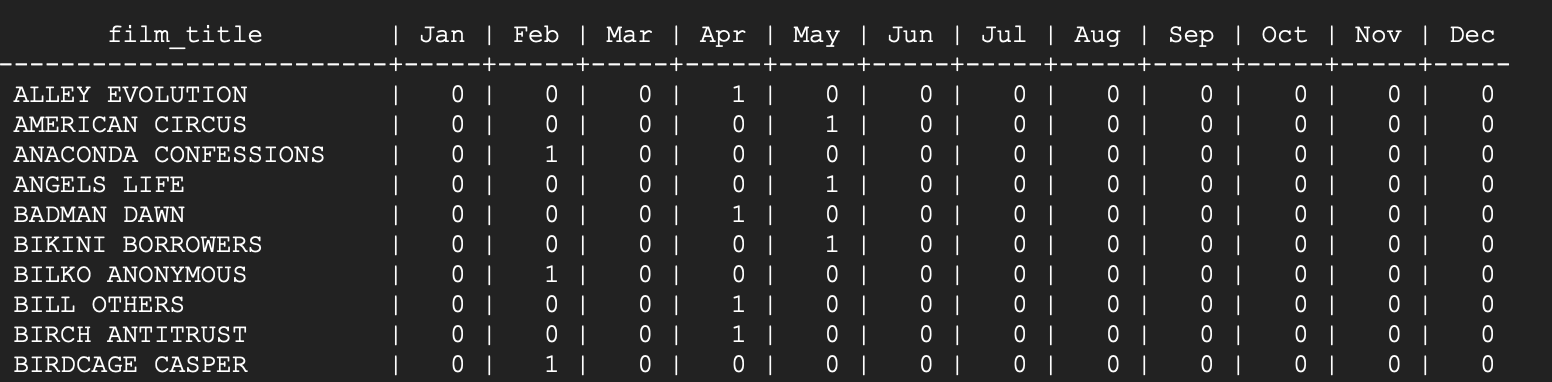 film_title | Jan | Feb | Mar | Apr | May | Jun | Jul | Aug | Sep | Oct | Nov | Dec
-------------------------+-----+-----+-----+-----+-----+-----+-----+-----+-----+-----+-----+-----
ALLEY EVOLUTION | 0 | 0 | 0 | 1 | 0 | 0 | 0 | 0 | 0 | 0 | 0 | 0
AMERICAN CIRCUS | 0 | 0 | 0 | 0 | 1 | 0 | 0 | 0 | 0 | 0 | 0 | 0
ANACONDA CONFESSIONS | 0 | 1 | 0 | 0 | 0 | 0 | 0 | 0 | 0 | 0 | 0 | 0
ANGELS LIFE | 0 | 0 | 0 | 0 | 1 | 0 | 0 | 0 | 0 | 0 | 0 | 0
BADMAN DAWN | 0 | 0 | 0 | 1 | 0 | 0 | 0 | 0 | 0 | 0 | 0 | 0
BIKINI BORROWERS | 0 | 0 | 0 | 0 | 1 | 0 | 0 | 0 | 0 | 0 | 0 | 0
BILKO ANONYMOUS | 0 | 1 | 0 | 0 | 0 | 0 | 0 | 0 | 0 | 0 | 0 | 0
BILL OTHERS | 0 | 0 | 0 | 1 | 0 | 0 | 0 | 0 | 0 | 0 | 0 | 0
BIRCH ANTITRUST | 0 | 0 | 0 | 1 | 0 | 0 | 0 | 0 | 0 | 0 | 0 | 0
BIRDCAGE CASPER | 0 | 1 | 0 | 0 | 0 | 0 | 0 | 0 | 0 | 0 | 0 | 0